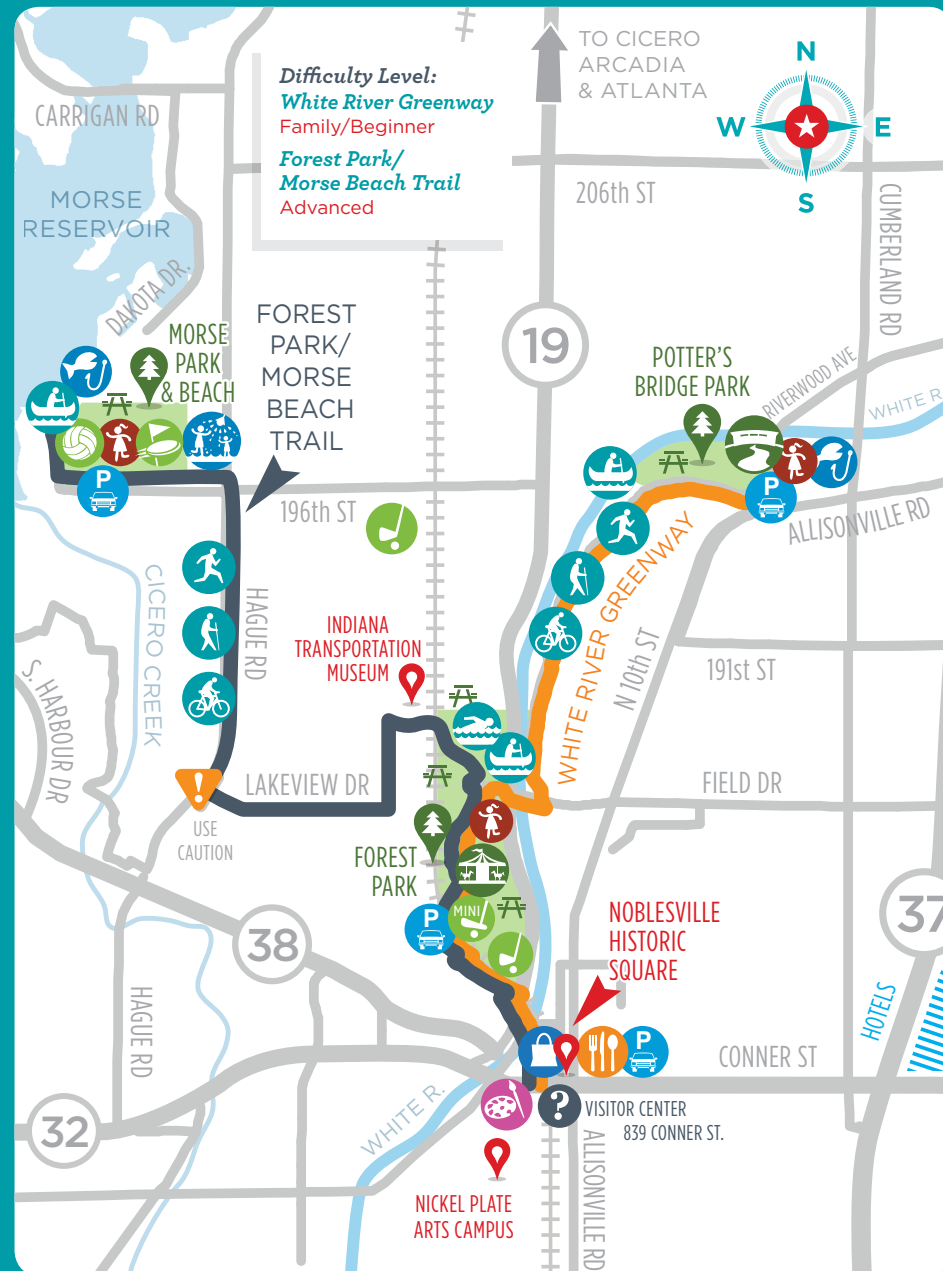 TO CICERO
ARCADIA
& ATLANTA
N
W
E
S
Difficulty Level:
White River Greenway
Family/Beginner
Forest Park/
Morse Beach Trail
Advanced
CARRIGAN RD
MORSE
RESERVOIR
206th ST
CUMBERLAND RD
DAKOTA DR.
MORSE
PARK
& BEACH
FOREST
PARK/
MORSE
BEACH
TRAIL
19
POTTER'S
BRIDGE PARK
RIVERWOOD AVE
WHITE R.
P
P
196th ST
ALLISONVILLE RD
CICERO CREEK
HAGUE RD
WHITE RIVER GREENWAY
N 10th ST
INDIANA
TRANSPORTATION
MUSEUM
191st ST
S. HARBOUR DR
!
USE
CAUTION
LAKEVIEW DR
FIELD DR
FOREST
PARK
MINI
P
38
37
NOBLESVILLE
HISTORIC
SQUARE
HOTELS
HAGUE RD
P
CONNER ST
32
WHITE R.
?
VISITOR CENTER
839 CONNER ST.
ALLISONVILLE RD
NICKEL PLATE
ARTS CAMPUS